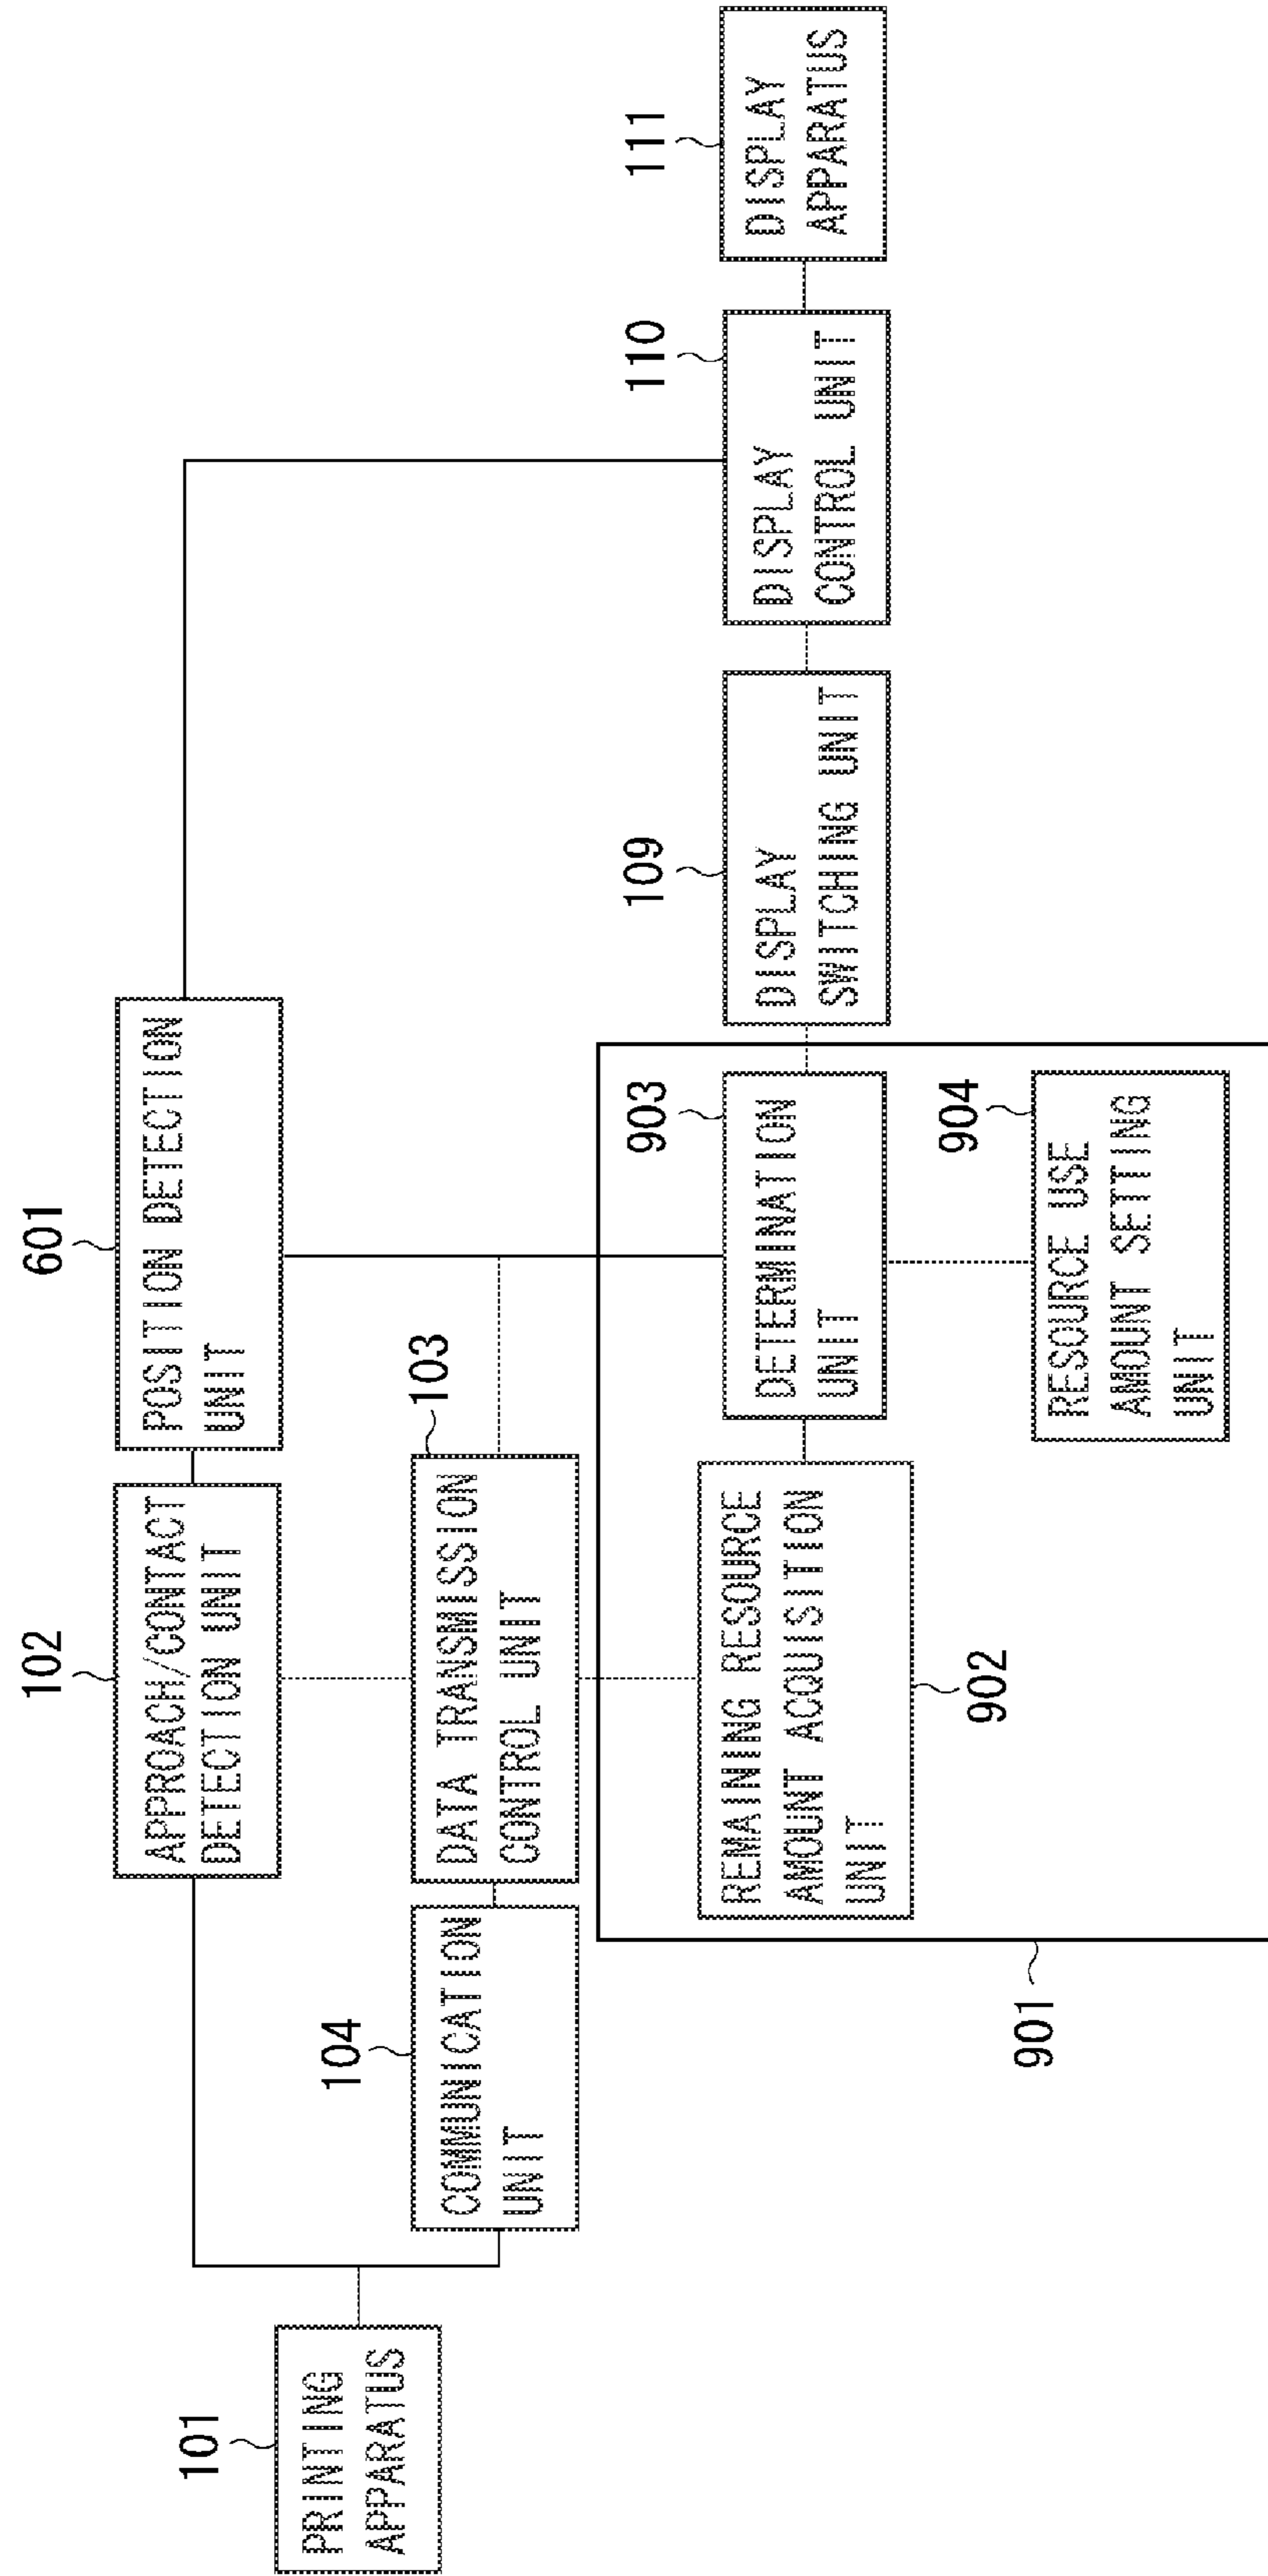 101
PRINTING
APPARATUS
102
APPROACH/CONTACT
DETECTION UNIT
601
POSITION DETECTION
UNIT
104
COMMUNICATION
UNIT
103
DATA TRANSMISSION
CONTROL UNIT
901
REMAINING RESOURCE
AMOUNT ACQUISITION
UNIT
902
903
DETERMINATION
UNIT
904
RESOURCE USE
AMOUNT SETTING
UNIT
109
DISPLAY
SWITCHING UNIT
110
DISPLAY
CONTROL UNIT
111
DISPLAY
APPARATUS